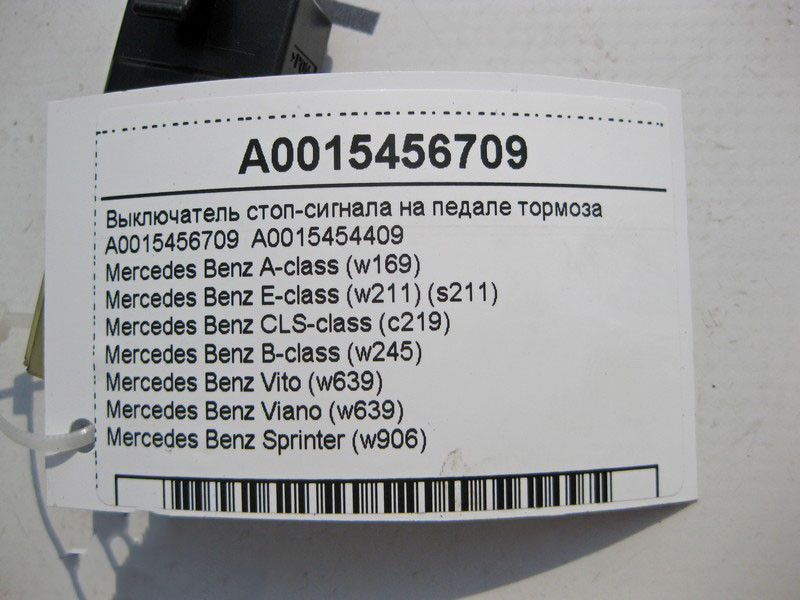 A0015456709
Выключатель стоп-сигнала на педале тормоза
A0015456709 A0015454409
Mercedes Benz A-class (w169)
Mercedes Benz E-class (w211) (s211)
Mercedes Benz CLS-class (c219)
Mercedes Benz B-class (w245)
Mercedes Benz Vito (w639)
Mercedes Benz Viano (w639)
Mercedes Benz Sprinter (w906)